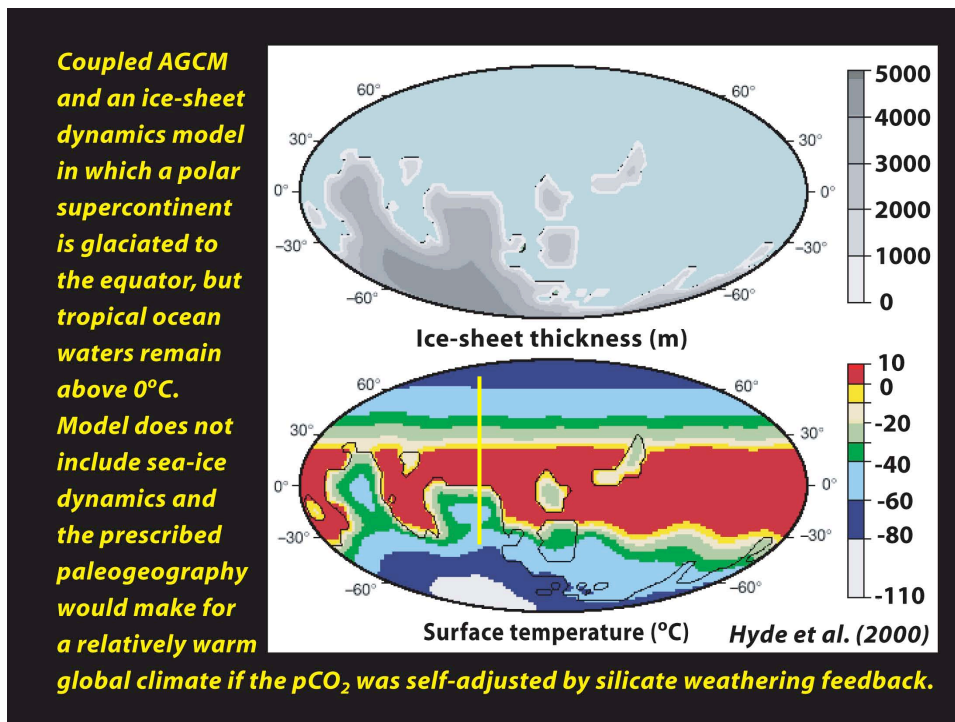 Coupled AGCM
and an ice-sheet
dynamics model
in which a polar
supercontinent
is glaciated to
the equator, but
tropical ocean
waters remain
above 0ºC.
Model does not
include sea-ice
dynamics and
the prescribed
paleogeography
would make for
a relatively warm
global climate if the pCO₂ was self-adjusted by silicate weathering feedback.
60° 60°
30° 30°
0° 0°
−30° −30°
−60° −60°
5000
4000
3000
2000
1000
0
Ice-sheet thickness (m)
60° 60°
30° 30°
0° 0°
−30° −30°
−60° −60°
10
0
-20
-40
-60
-80
-110
Surface temperature (ºC)
Hyde et al. (2000)